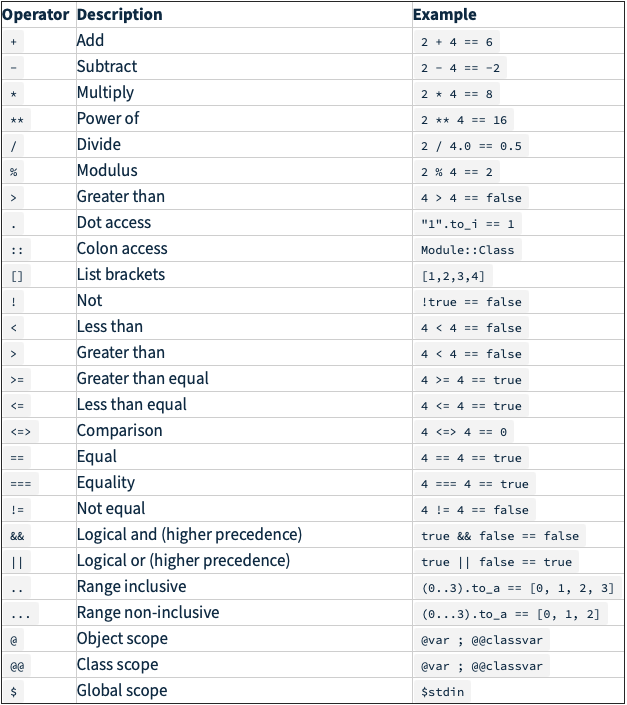 Operator Description Example
+ Add 2 + 4 == 6
- Subtract 2 - 4 == -2
* Multiply 2 * 4 == 8
** Power of 2 ** 4 == 16
/ Divide 2 / 4.0 == 0.5
% Modulus 2 % 4 == 2
> Greater than 4 > 4 == false
. Dot access "1".to_i == 1
:: Colon access Module::Class
[] List brackets [1,2,3,4]
! Not !true == false
< Less than 4 < 4 == false
> Greater than 4 < 4 == false
>= Greater than equal 4 >= 4 == true
<= Less than equal 4 <= 4 == true
<=> Comparison 4 <=> 4 == 0
== Equal 4 == 4 == true
=== Equality 4 === 4 == true
!= Not equal 4 != 4 == false
&& Logical and (higher precedence) true && false == false
|| Logical or (higher precedence) true || false == true
.. Range inclusive (0..3).to_a == [0, 1, 2, 3]
... Range non-inclusive (0...3).to_a == [0, 1, 2]
@ Object scope @var ; @@classvar
@@ Class scope @var ; @@classvar
$ Global scope $stdin